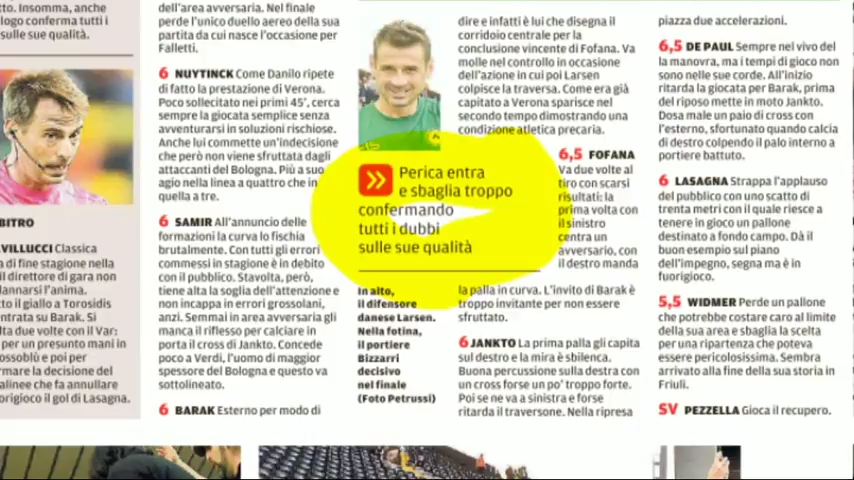 tto. Insomma, anche
logo conferma tutti i
sulle sue qualità.
BITRO
VILLUCCI Classica
a di fine stagione nella
il direttore di gara non
dannarsi l'anima.
to il giallo a Torosidis
entrata su Barak. Si
lta due volte con il Var:
per un presunto mani in
ossoblù e poi per
rmare la decisione del
alinee che fa annullare
origioco il gol di Lasagna.
dell'area avversaria. Nel finale
perde l'unico duello aereo della sua
partita da cui nasce l'occasione per
Falletti.
6 NUYTINCK Come Danilo ripete
di fatto la prestazione di Verona.
Poco sollecitato nei primi 45', cerca
sempre la giocata semplice senza
avventurarsi in soluzioni rischiose.
Anche lui commette un'indecisione
che però non viene sfruttata dagli
attaccanti del Bologna. Più a suo
agio nella linea a quattro che in
quella a tre.
6 SAMIR All'annuncio delle
formazioni la curva lo fischia
brutalmente. Con tutti gli errori
commessi in stagione è in debito
con il pubblico. Stavolta, però,
tiene alta la soglia dell'attenzione e
non incappa in errori grossolani,
anzi. Semmai in area avversaria gli
manca il riflesso per calciare in
porta il cross di Jankto. Concede
poco a Verdi, l'uomo di maggior
spessore del Bologna e questo va
sottolineato.
6 BARAK Esterno per modo di
Perica entra
e sbaglia troppo
confermando
tutti i dubbi
sulle sue qualità
In alto,
il difensore
danese Larsen.
Nella fotina,
il portiere
Bizzarri
decisivo
nel finale
(Foto Petrussi)
dire e infatti è lui che disegna il
corridoio centrale per la
conclusione vincente di Fofana. Va
molle nel controllo in occasione
dell'azione in cui poi Larsen
colpisce la traversa. Come era già
capitato a Verona sparisce nel
secondo tempo dimostrando una
condizione atletica precaria.
6,5 FOFANA
Va due volte al
tiro con scarsi
risultati: la
prima volta con
il sinistro
centra un
avversario, con
il destro manda
la palla in curva. L'invito di Barak è
troppo invitante per non essere
sfruttato.
6 JANKTO La prima palla gli capita
sul destro e la mira è sbilenca.
Buona percussione sulla destra con
un cross forse un po' troppo forte.
Poi se ne va a sinistra e forse
ritarda il traversone. Nella ripresa
piazza due accelerazioni.
6,5 DE PAUL Sempre nel vivo del
la manovra, ma i tempi di gioco non
sono nelle sue corde. All'inizio
ritarda la giocata per Barak, prima
del riposo mette in moto Jankto.
Dosa male un paio di cross con
l'esterno, sfortunato quando calcia
di destro colpendo il palo interno a
portiere battuto.
6 LASAGNA Strappa l'applauso
del pubblico con uno scatto di
trenta metri con il quale riesce a
tenere in gioco un pallone
destinato a fondo campo. Dà il
buon esempio sul piano
dell'impegno, segna ma è in
fuorigioco.
5,5 WIDMER Perde un pallone
che potrebbe costare caro al limite
della sua area e sbaglia la scelta
per una ripartenza che poteva
essere pericolosissima. Sembra
arrivato alla fine della sua storia in
Friuli.
SV PEZZELLA Gioca il recupero.